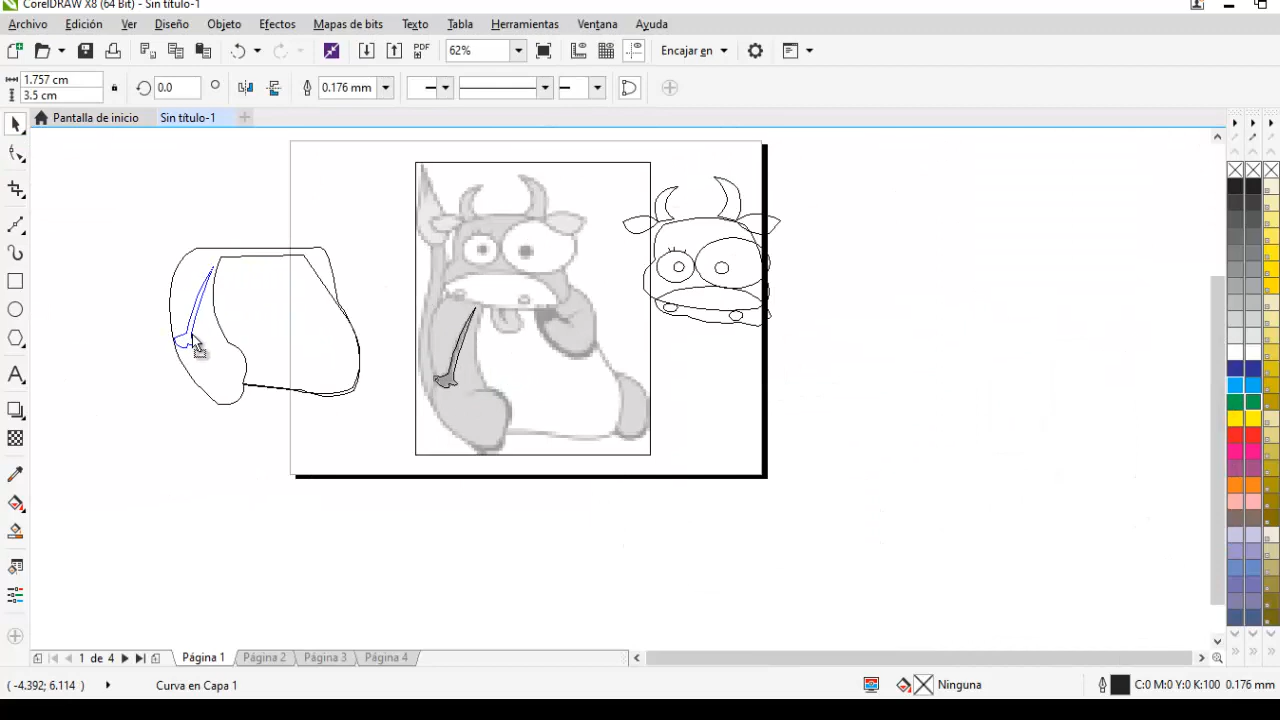 CorelDRAW X8 (64 Bit) - Sin título-1
Archivo Edición Ver Diseño Objeto Efectos Mapas de bits Texto Tabla Herramientas Ventana Ayuda
PDF 62% Encajar en
1.757 cm
3.5 cm
0.0
0.176 mm
Pantalla de inicio Sin título-1
1 de 4 Página 1 Página 2 Página 3 Página 4
( -4.392; 6.114 ) Curva en Capa 1 Ninguna C:0 M:0 Y:0 K:100 0.176 mm